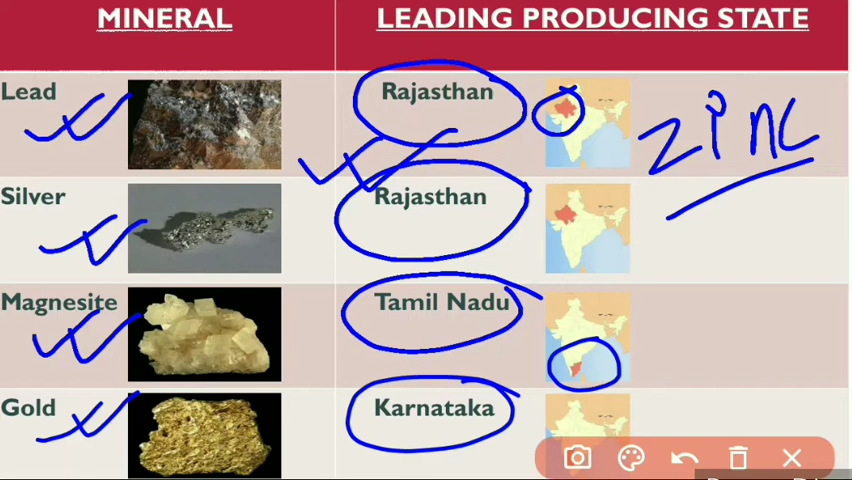 MINERAL LEADING PRODUCING STATE
Lead Rajasthan zinc
Silver Rajasthan
Magnesite Tamil Nadu
Gold Karnataka